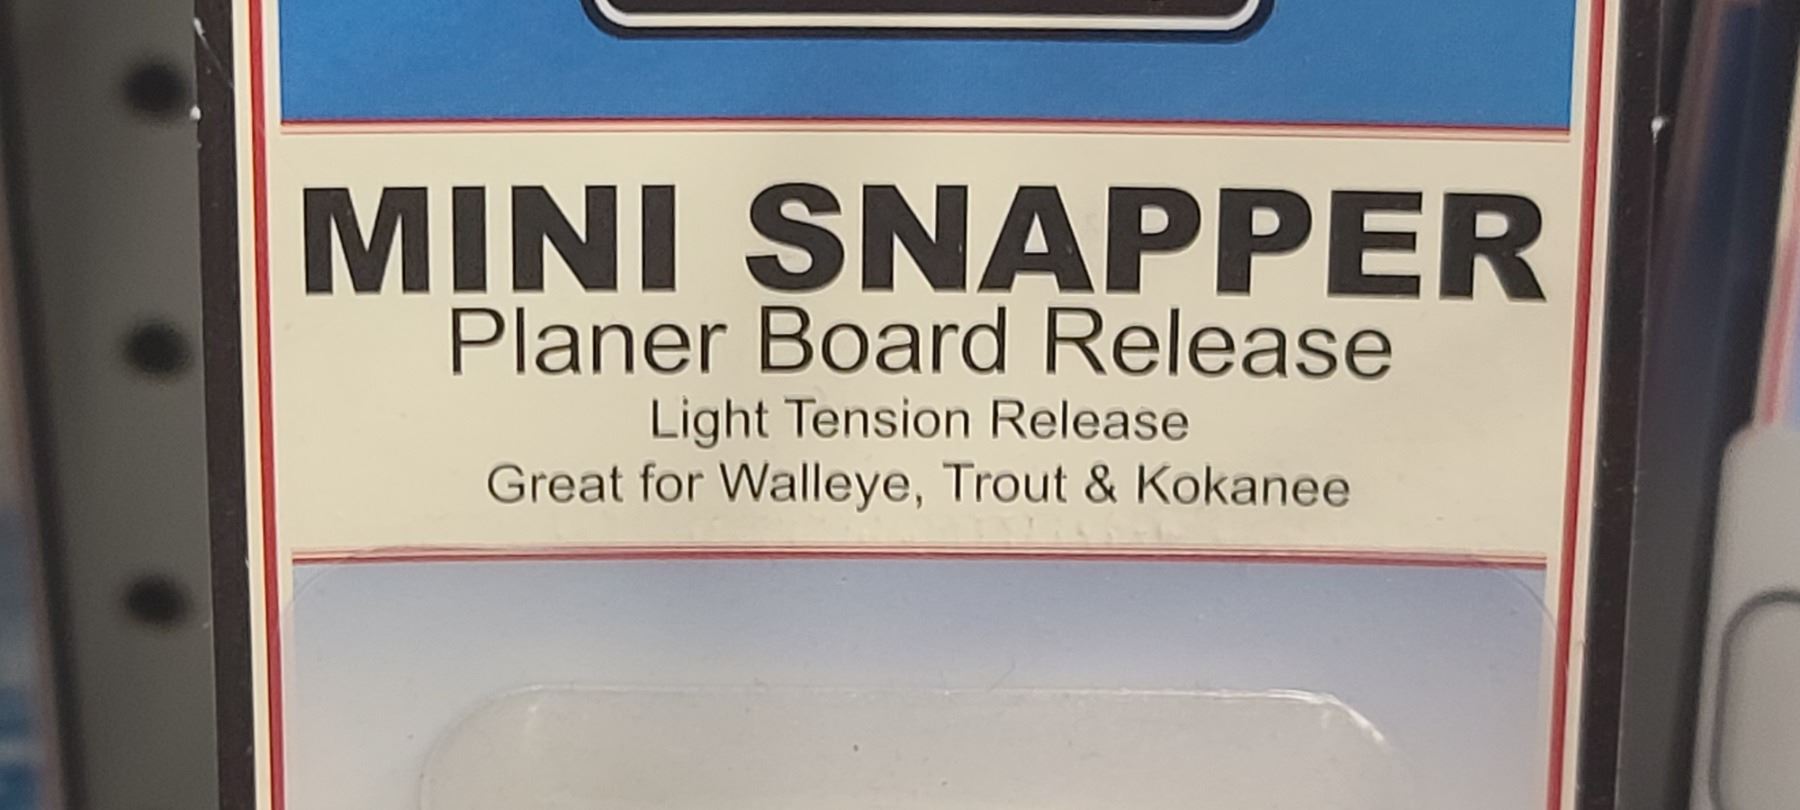 MINI SNAPPER
Planer Board Release
Light Tension Release
Great for Walleye, Trout & Kokanee